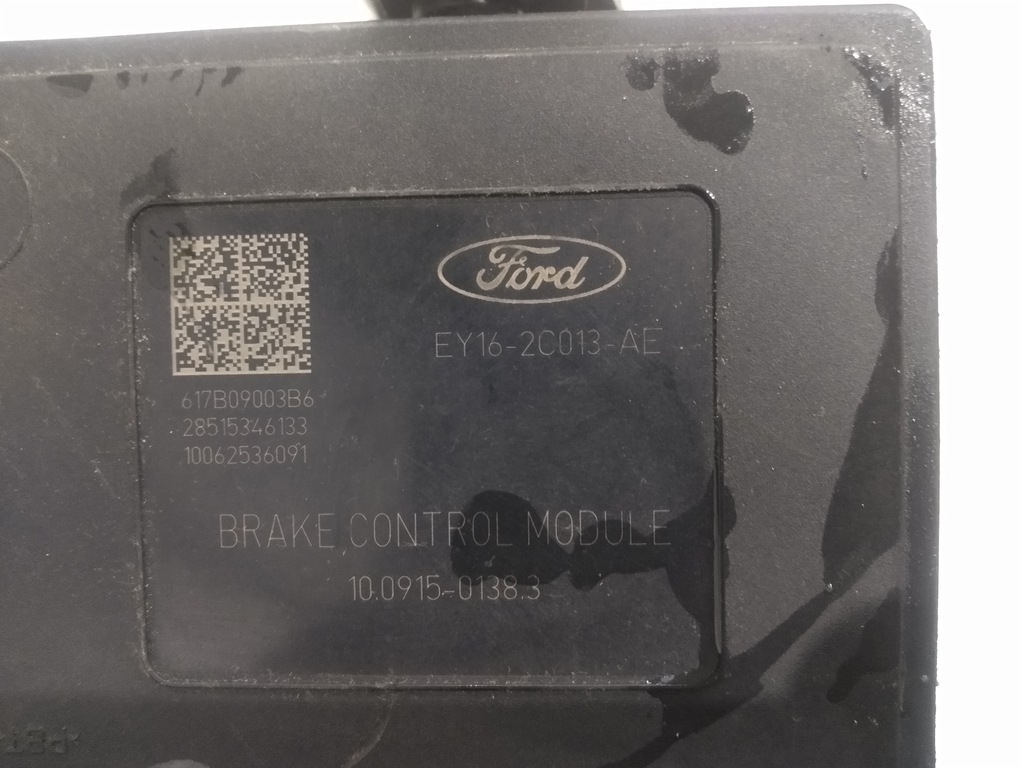 Ford
EY16-2C013-AE
617B09003B6
28515346133
10062536091
BRAKE CONTROL MODULE
10.0915-0138.3